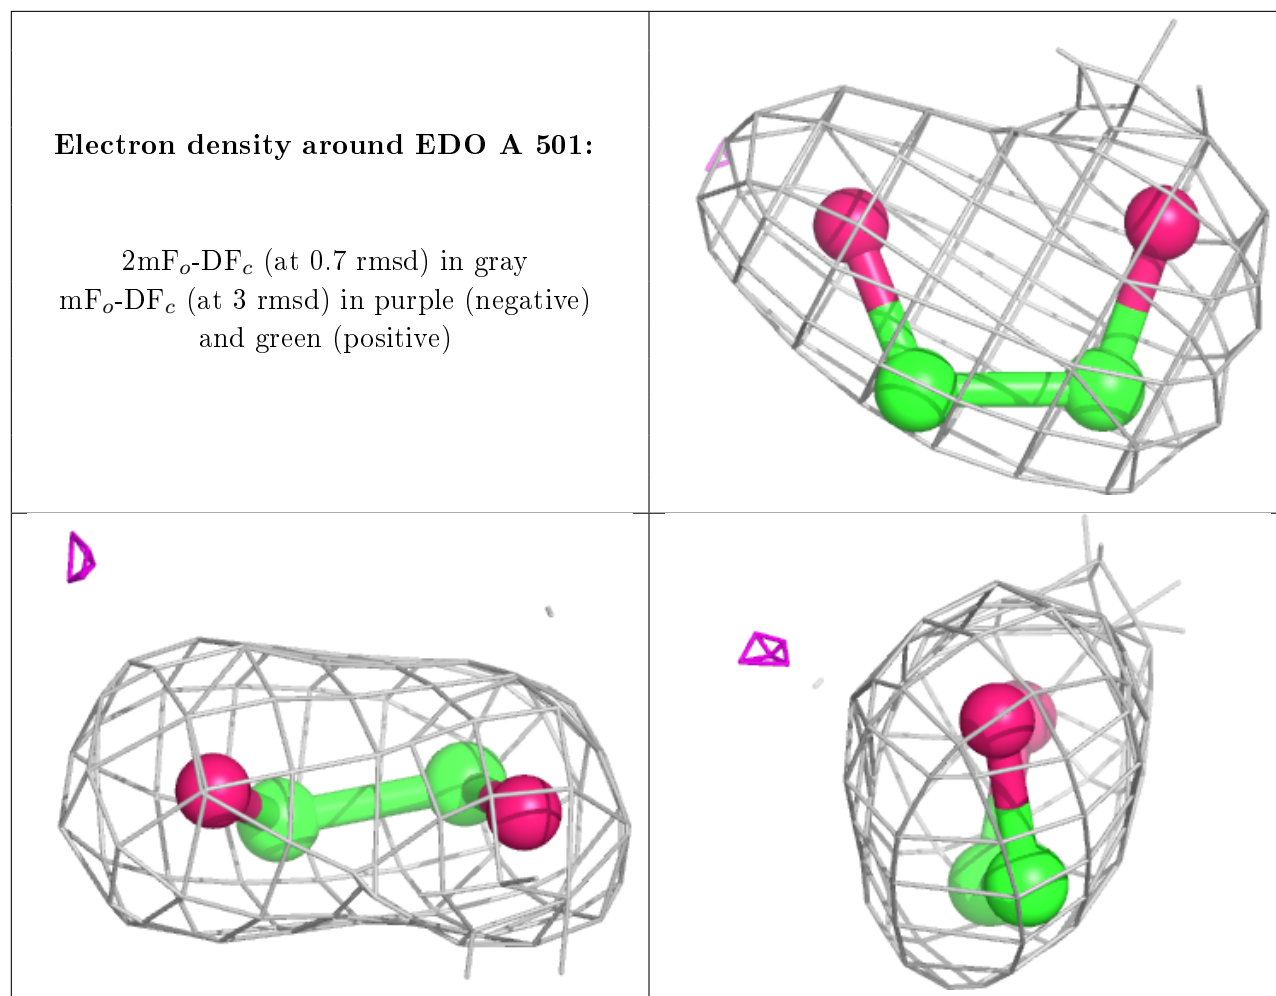 Electron density around EDO A 501:
2mFₒ-DF𝒸 (at 0.7 rmsd) in gray
mFₒ-DF𝒸 (at 3 rmsd) in purple (negative)
and green (positive)